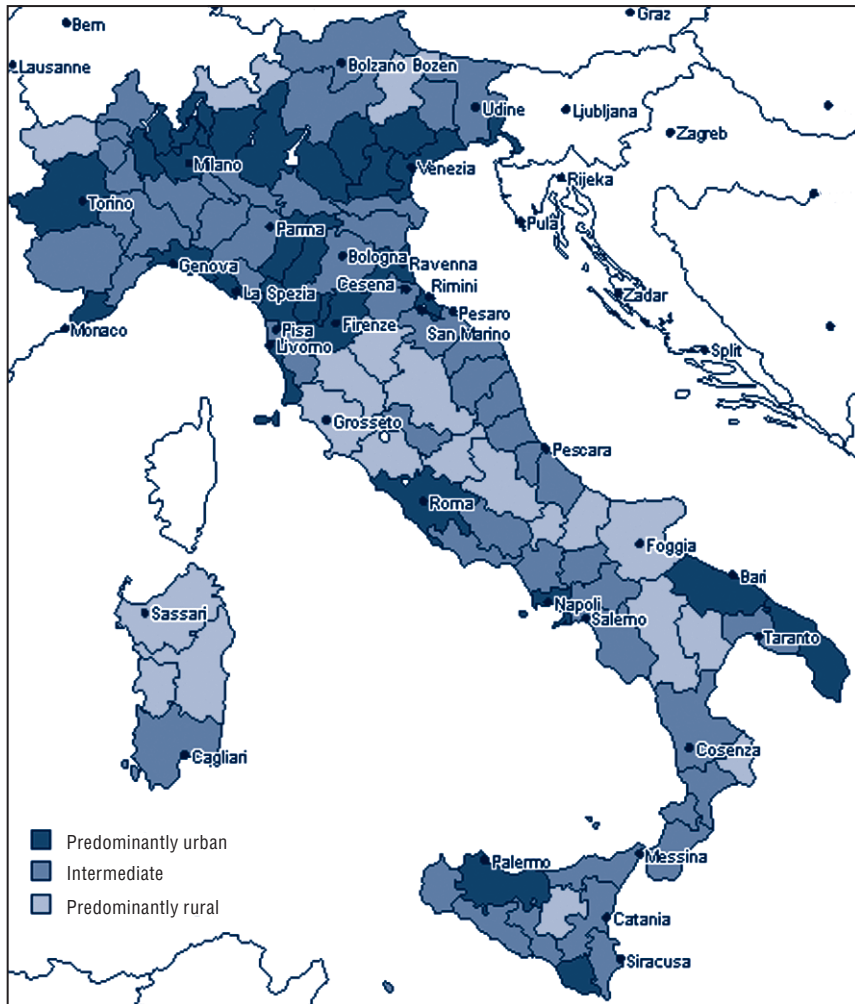 Bern
Graz
Lausanne
Bolzano Bozen
Udine
Ljubljana
Zagreb
Milano
Venezia
Rijeka
Torino
Pula
Parma
Bologna
Ravenna
Genova
Cesena
Rimini
La Spezia
Zadar
Pesaro
Monaco
Pisa
Firenze
San Marino
Livorno
Split
Grosseto
Pescara
Roma
Foggia
Bari
Sassari
Napoli
Salerno
Taranto
Cagliari
Cosenza
Predominantly urban
Intermediate
Predominantly rural
Palermo
Messina
Catania
Siracusa